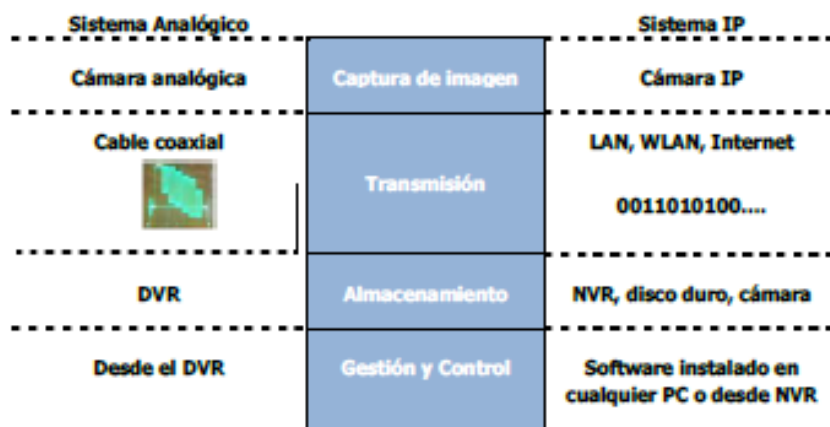 Sistema Analógico
Sistema IP
Cámara analógica
Captura de imagen
Cámara IP
Cable coaxial
Transmisión
LAN, WLAN, Internet
0011010100....
DVR
Almacenamiento
NVR, disco duro, cámara
Desde el DVR
Gestión y Control
Software instalado en
cualquier PC o desde NVR